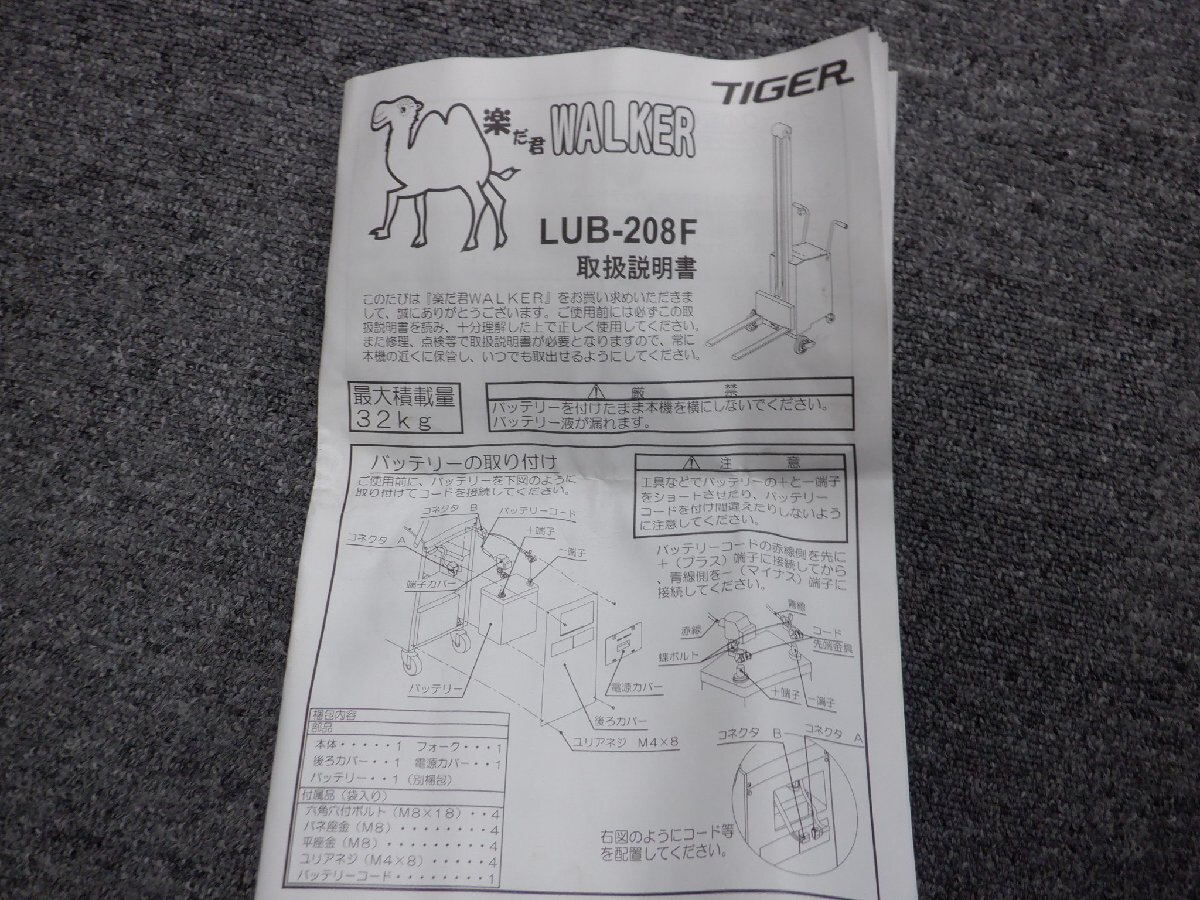 TIGER
楽だ君 WALKER
LUB-208F
取扱説明書
このたびは『楽だ君WALKER』をお買い求めいただきま
して、誠にありがとうございます。ご使用前には必ずこの取
扱説明書を読み、十分理解した上で正しく使用してください。
また修理、点検等で取扱説明書が必要となりますので、常に
本機の近くに保管し、いつでも取出せるようにしてください。
最大積載量
32kg
⚠ 厳 禁
バッテリーを付けたまま本機を横にしないでください。
バッテリー液が漏れます。
バッテリーの取り付け
ご使用前に、バッテリーを下図のように
取り付けてコードを接続してください。
⚠ 注 意
工具などでバッテリーの+と-端子
をショートさせたり、バッテリー
コードを付け間違えたりしないよう
に注意してください。
コネクタ B
バッテリーコード
+端子
コネクタ A
-端子
端子カバー
バッテリー
電源カバー
後ろカバー
ユリアネジ M4×8
バッテリーコードの赤線側を先に
+(プラス)端子に接続してから
、青線側を-(マイナス)端子に
接続してください。
青線
赤線
コード
先端金具
蝶ボルト
+端子
-端子
コネクタ B
コネクタ A
右図のようにコード等
を配置してください。
梱包内容
部品
本体・・・・・1 フォーク・・・1
後ろカバー・・1 電源カバー・・1
バッテリー・・1(別梱包)
付属品(袋入り)
六角穴付ボルト(M8×18)・・4
バネ座金(M8)・・・・・・・・4
平座金(M8)・・・・・・・・・4
ユリアネジ(M4×8)・・・・・4
バッテリーコード・・・・・・・・1